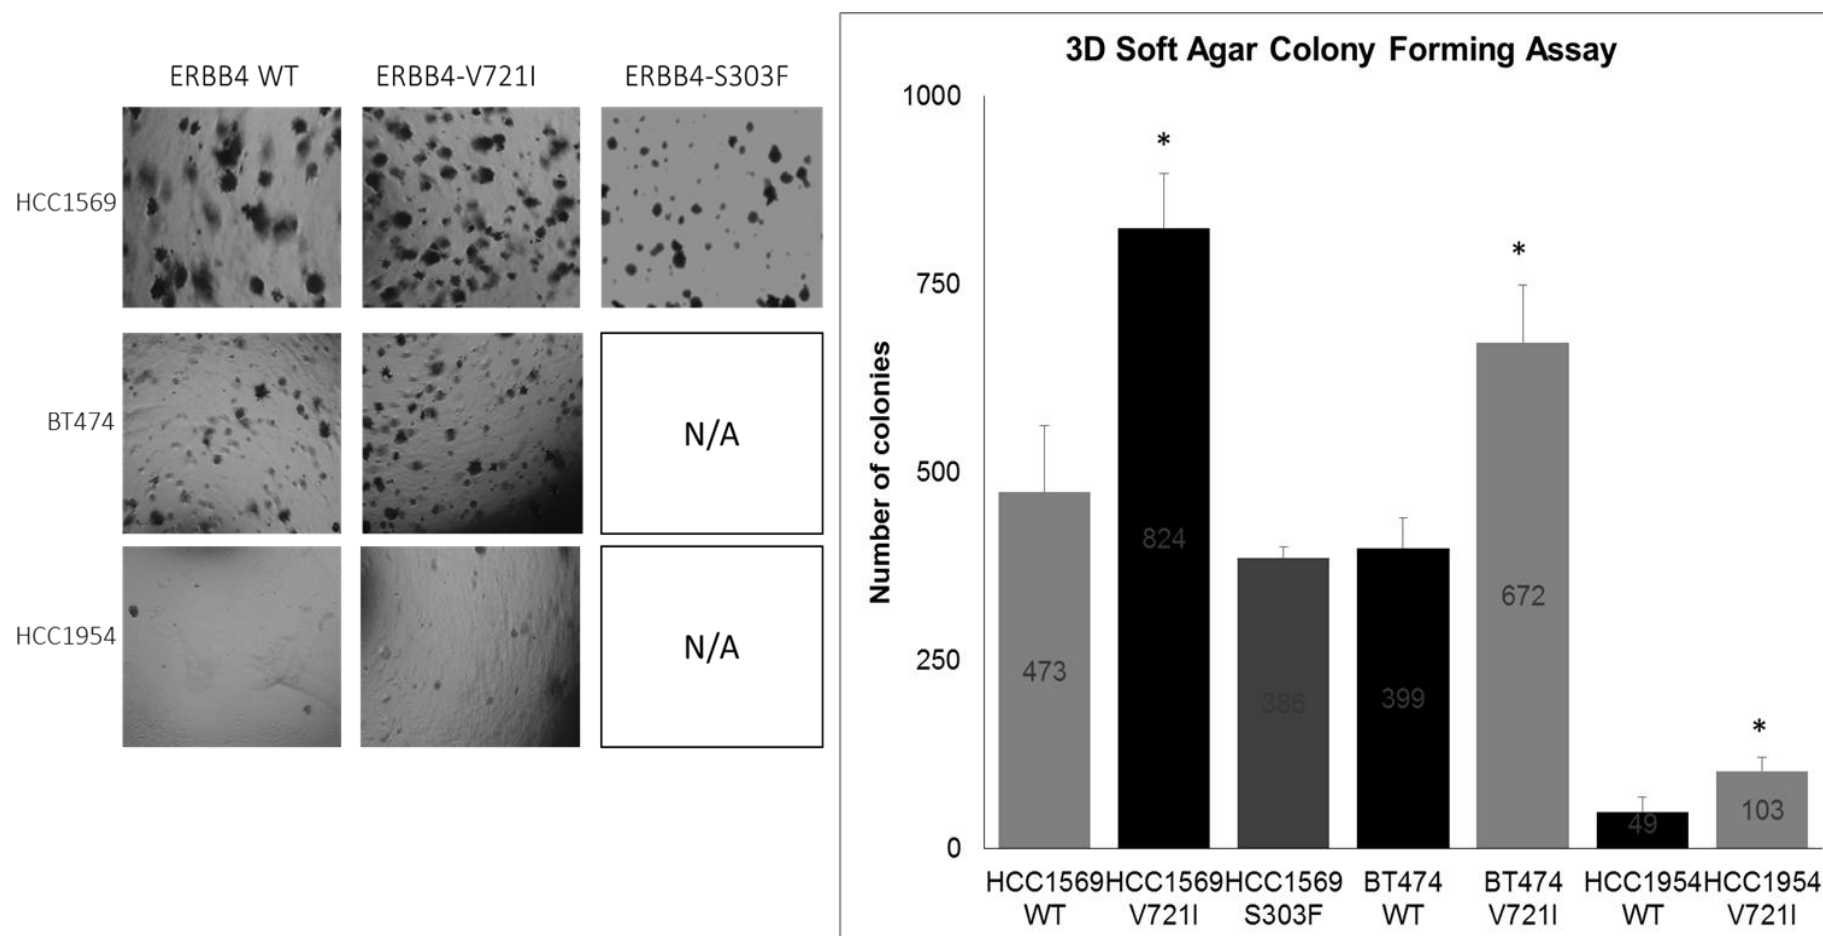 ERBB4 WT ERBB4-V721I ERBB4-S303F
HCC1569
BT474
N/A
HCC1954
N/A
3D Soft Agar Colony Forming Assay
Number of colonies
1000
750
500
250
0
*
*
*
473
824
386
399
672
49
103
HCC1569 HCC1569 HCC1569 BT474 BT474 HCC1954 HCC1954
WT V721I S303F WT V721I WT V721I